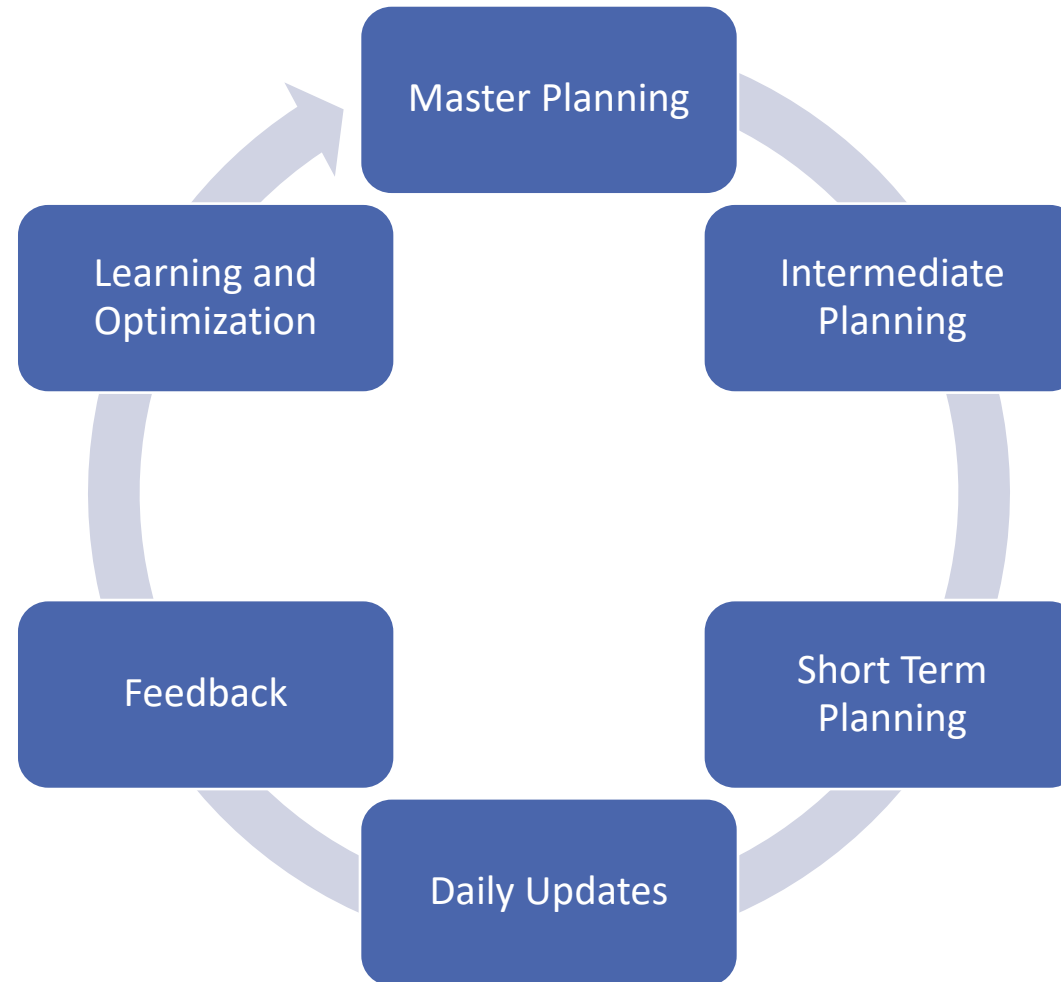 Master Planning
Intermediate
Planning
Short Term
Planning
Daily Updates
Feedback
Learning and
Optimization